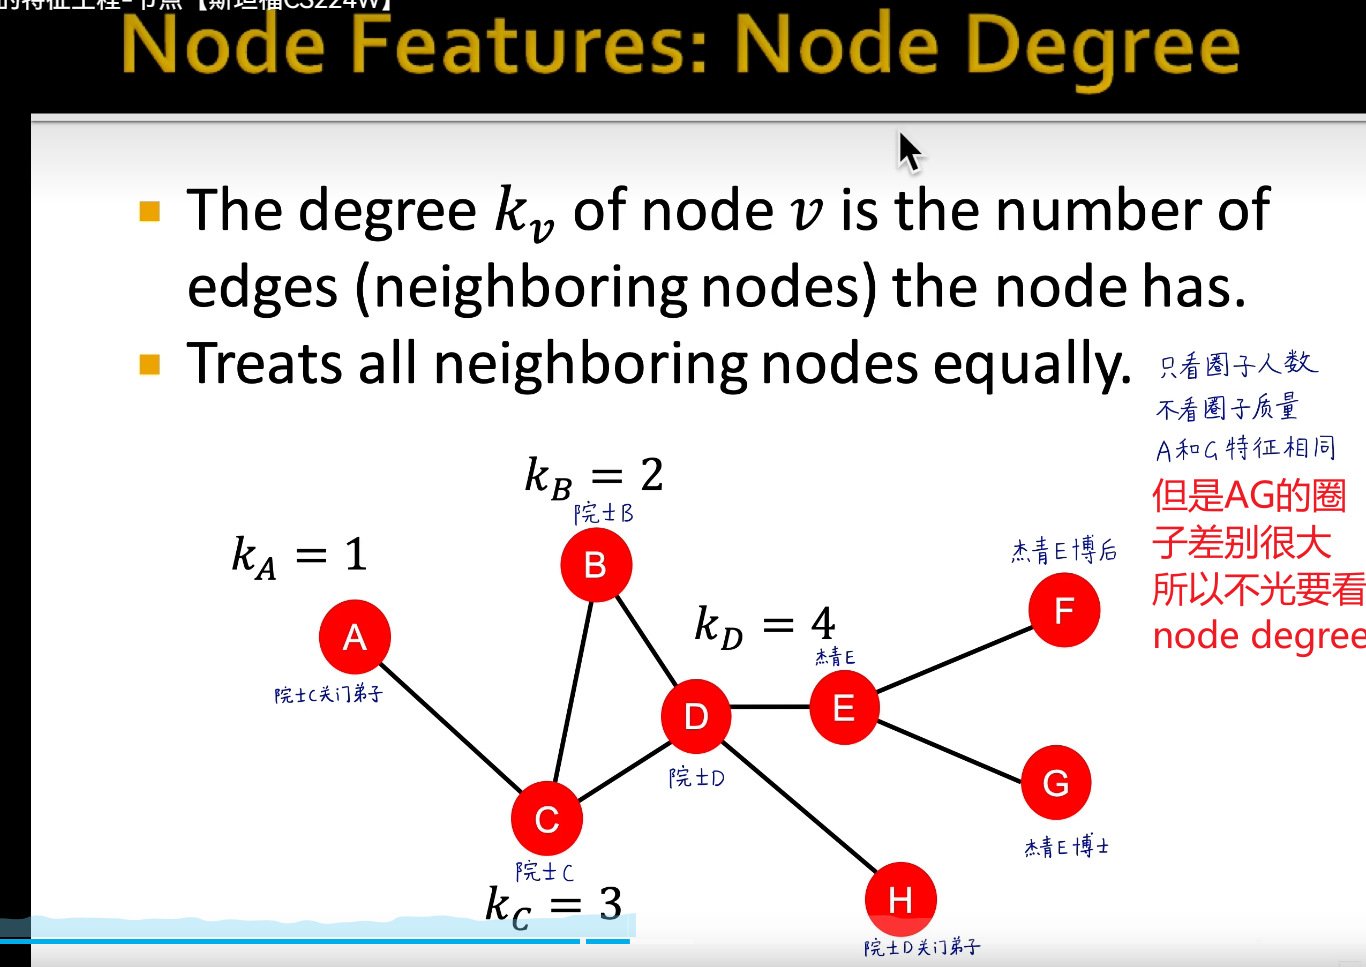 的特征工程-节点【斯坦福CS224W】
Node Features: Node Degree
The degree kᵥ of node v is the number of
edges (neighboring nodes) the node has.
Treats all neighboring nodes equally.
只看圈子人数
不看圈子质量
A和G特征相同
但是AG的圈
子差别很大
所以不光要看
node degree
k_B = 2
院士B
B
k_A = 1
A
院士C关门弟子
k_D = 4
D
院士D
杰青E
E
杰青E博后
F
G
杰青E博士
C
院士C
k_C = 3
H
院士D关门弟子